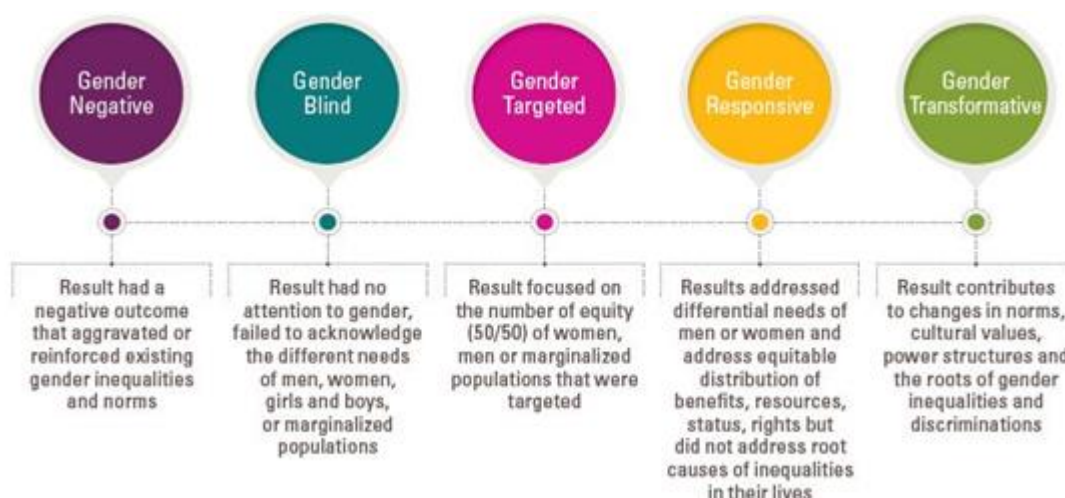 Gender
Negative
Gender
Blind
Gender
Targeted
Gender
Responsive
Gender
Transformative
Result had a
negative outcome
that aggravated or
reinforced existing
gender inequalities
and norms
Result had no
attention to gender,
failed to acknowledge
the different needs
of men, women,
girls and boys,
or marginalized
populations
Result focused on
the number of equity
(50/50) of women,
men or marginalized
populations that were
targeted
Results addressed
differential needs of
men or women and
address equitable
distribution of
benefits, resources,
status, rights but
did not address root
causes of inequalities
in their lives
Result contributes
to changes in norms,
cultural values,
power structures and
the roots of gender
inequalities and
discriminations